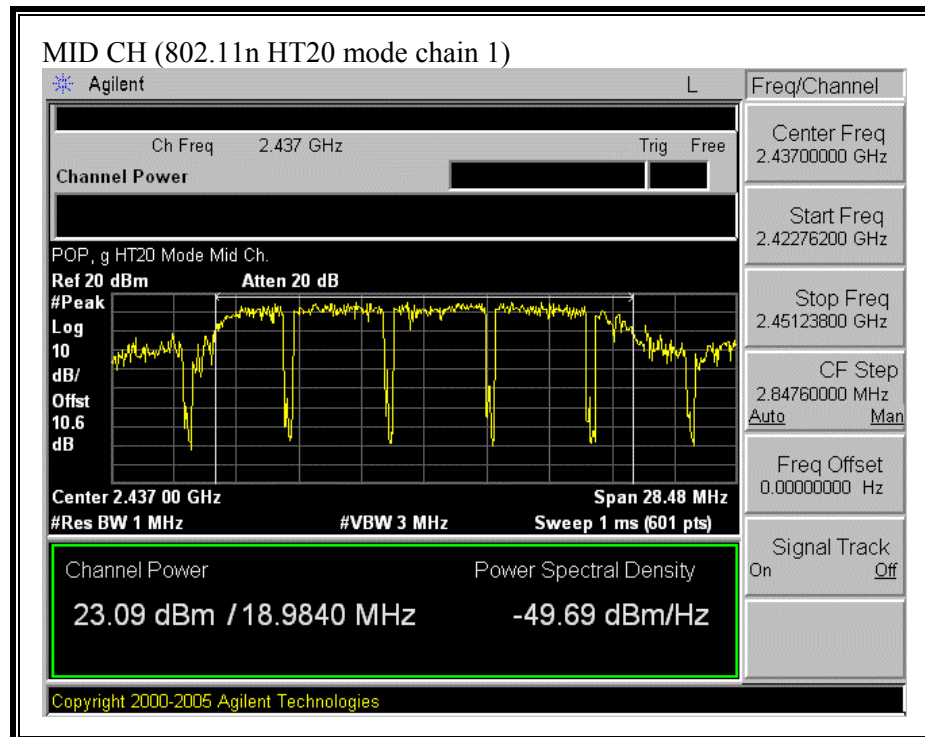 MID CH (802.11n HT20 mode chain 1)
Agilent L Freq/Channel
Ch Freq 2.437 GHz Trig Free
Channel Power
Center Freq
2.43700000 GHz
Start Freq
2.42276200 GHz
Stop Freq
2.45123800 GHz
CF Step
2.84760000 MHz
Auto Man
Freq Offset
0.00000000 Hz
Signal Track
On Off
POP, g HT20 Mode Mid Ch.
Ref 20 dBm Atten 20 dB
#Peak
Log
10
dB/
Offst
10.6
dB
Center 2.437 00 GHz Span 28.48 MHz
#Res BW 1 MHz #VBW 3 MHz Sweep 1 ms (601 pts)
Channel Power Power Spectral Density
23.09 dBm / 18.9840 MHz -49.69 dBm/Hz
Copyright 2000-2005 Agilent Technologies